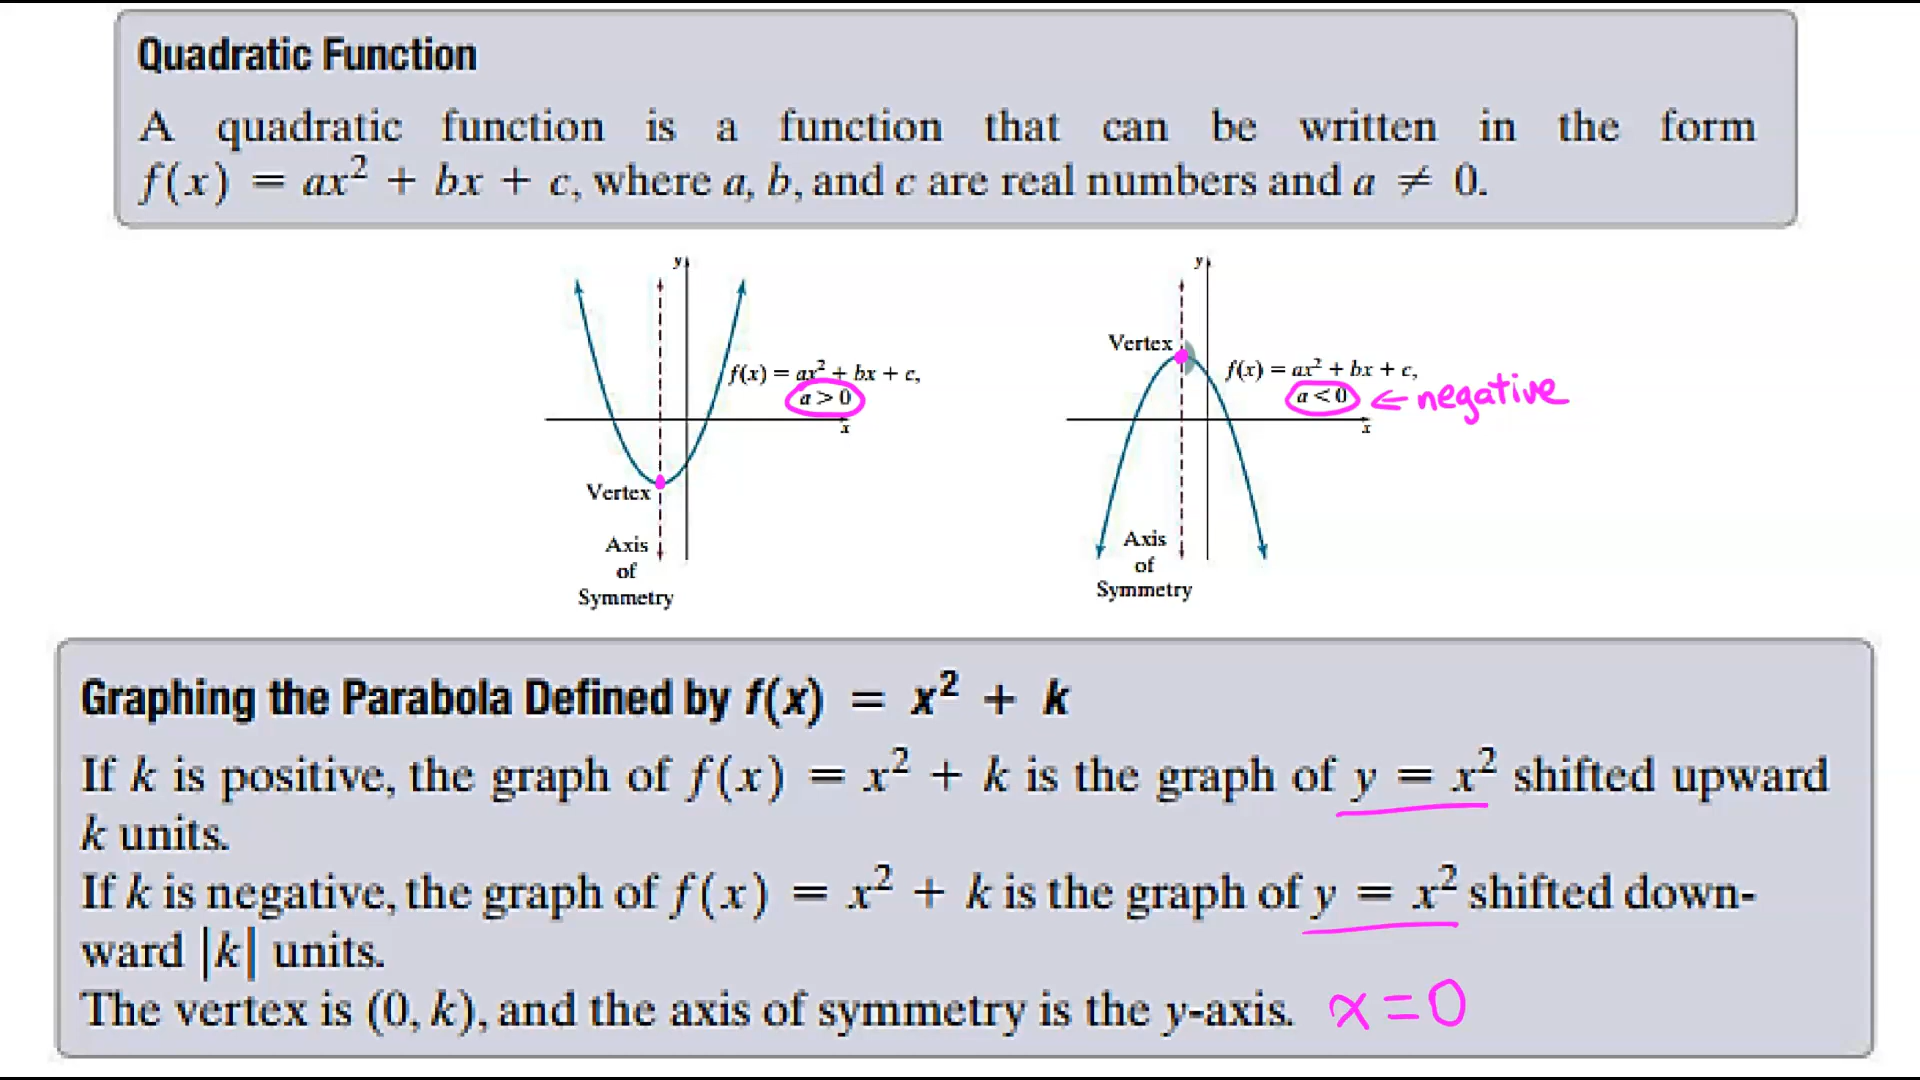 Quadratic Function
A quadratic function is a function that can be written in the form
f(x) = ax² + bx + c, where a, b, and c are real numbers and a ≠ 0.
y
f(x) = ax² + bx + c,
a > 0
x
Vertex
Axis
of
Symmetry
y
Vertex
f(x) = ax² + bx + c,
a < 0 ← negative
x
Axis
of
Symmetry
Graphing the Parabola Defined by f(x) = x² + k
If k is positive, the graph of f(x) = x² + k is the graph of y = x² shifted upward
k units.
If k is negative, the graph of f(x) = x² + k is the graph of y = x² shifted down-
ward |k| units.
The vertex is (0, k), and the axis of symmetry is the y-axis. x = 0